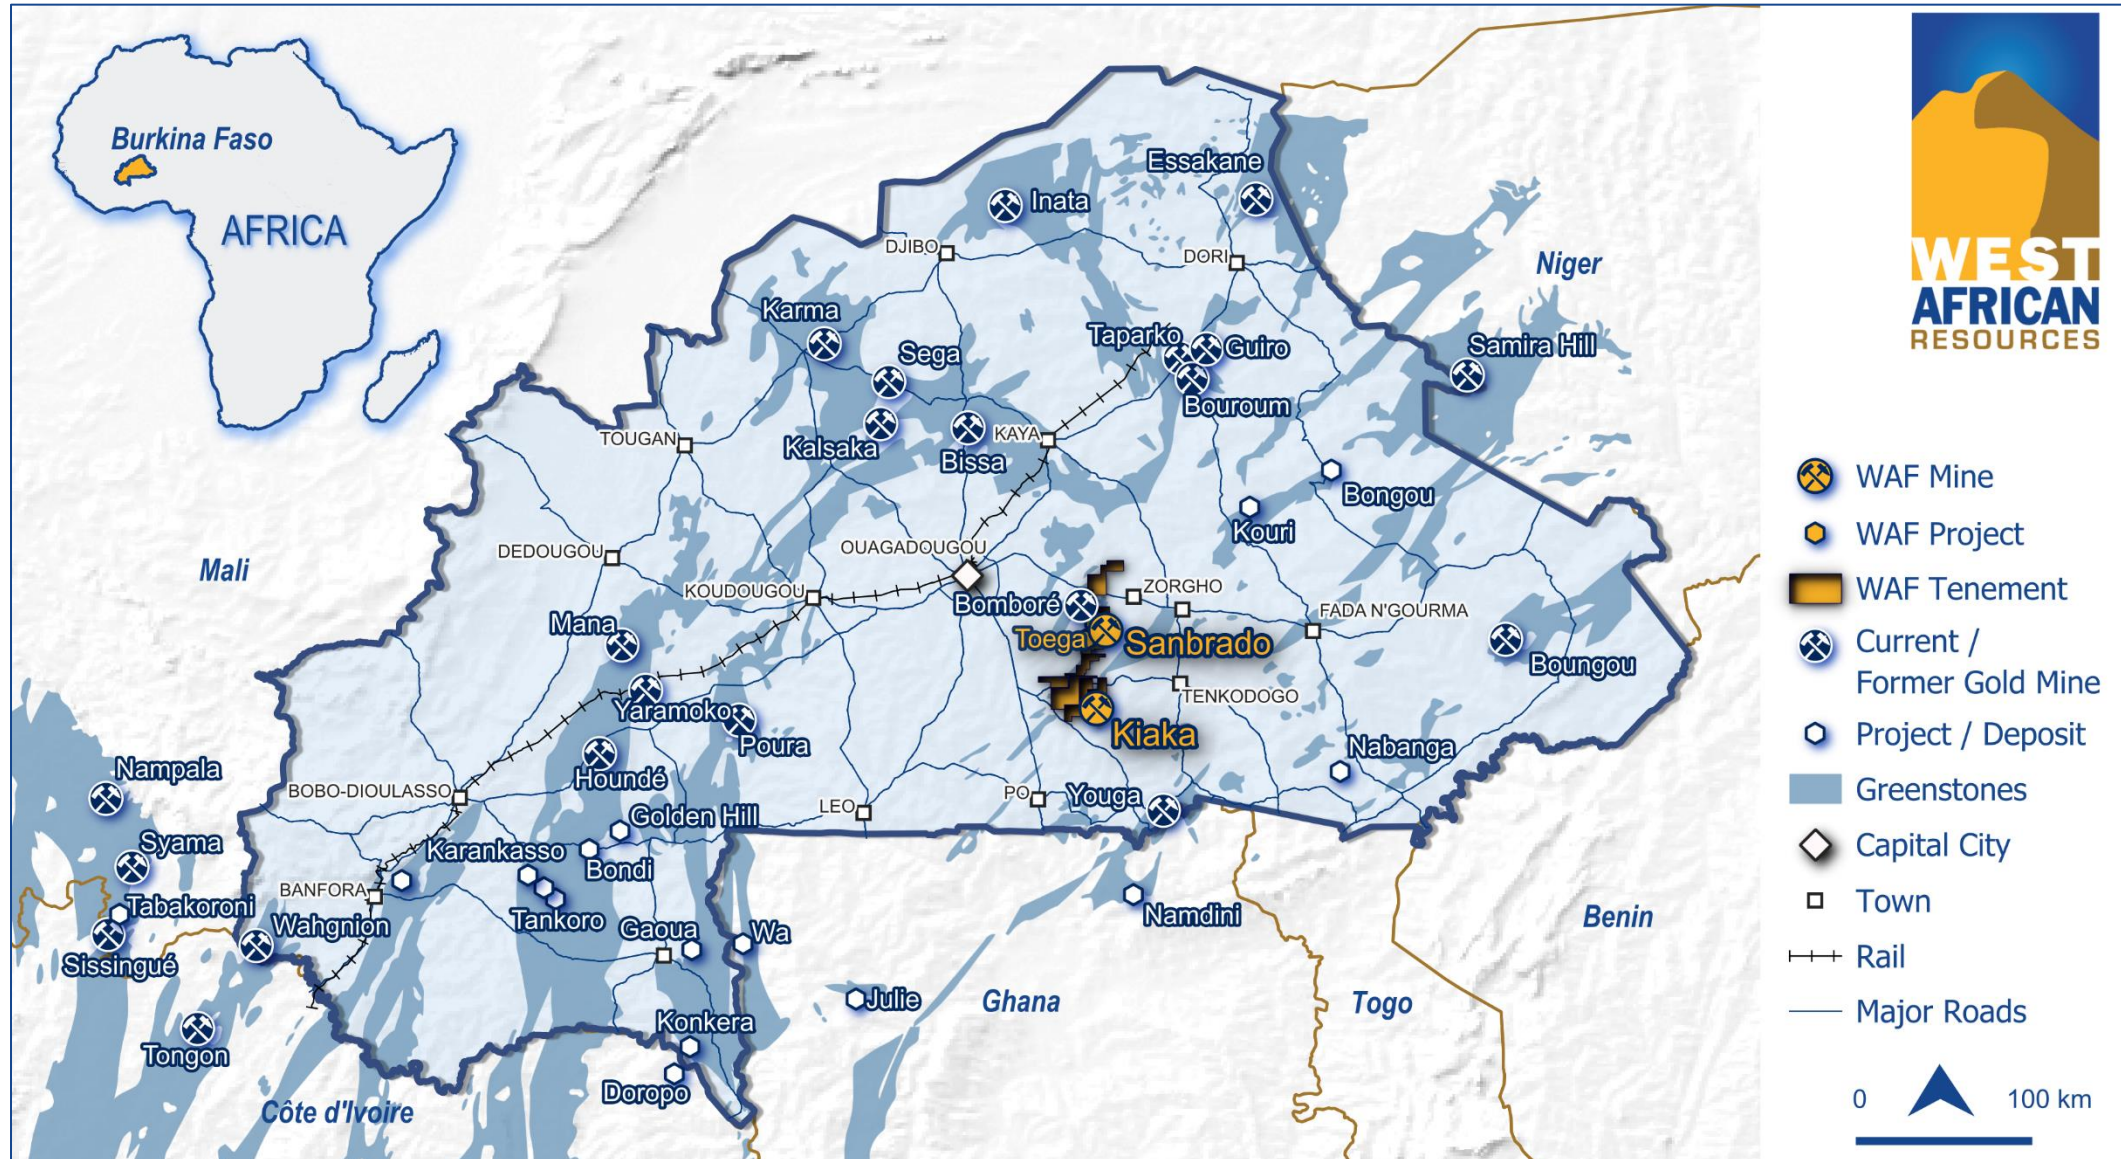 Burkina Faso
AFRICA
WEST
AFRICAN
RESOURCES
Essakane
Inata
DJIBO
DORI
Niger
Karma
Taparko
Guiro
Sega
Samira Hill
Bouroum
TOUGAN
Kalsaka
KAYA
Bissa
Bongou
Kouri
OUAGADOUGOU
DEDOUGOU
Mali
KOUDOUGOU
Bomboré
ZORGHO
FADA N'GOURMA
Mana
Toega
Sanbrado
Boungou
TENKODOGO
Yaramoko
Poura
Kiaka
Nabanga
Nampala
Houndé
BOBO-DIOULASSO
LEO
PO
Youga
Golden Hill
Syama
Karankasso
Bondi
BANFORA
Tabakoroni
Tankoro
Namdini
Benin
Wahgnion
Gaoua
Wa
Sissingué
Julie
Ghana
Togo
Konkera
Tongon
Doropo
Côte d'Ivoire
WAF Mine
WAF Project
WAF Tenement
Current /
Former Gold Mine
Project / Deposit
Greenstones
Capital City
Town
Rail
Major Roads
0 100 km